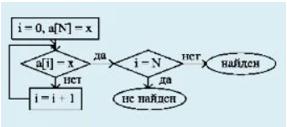 i = 0, a[N] = x
a[i] = x
да
i = N
нет
найден
нет
да
i = i + 1
не найден